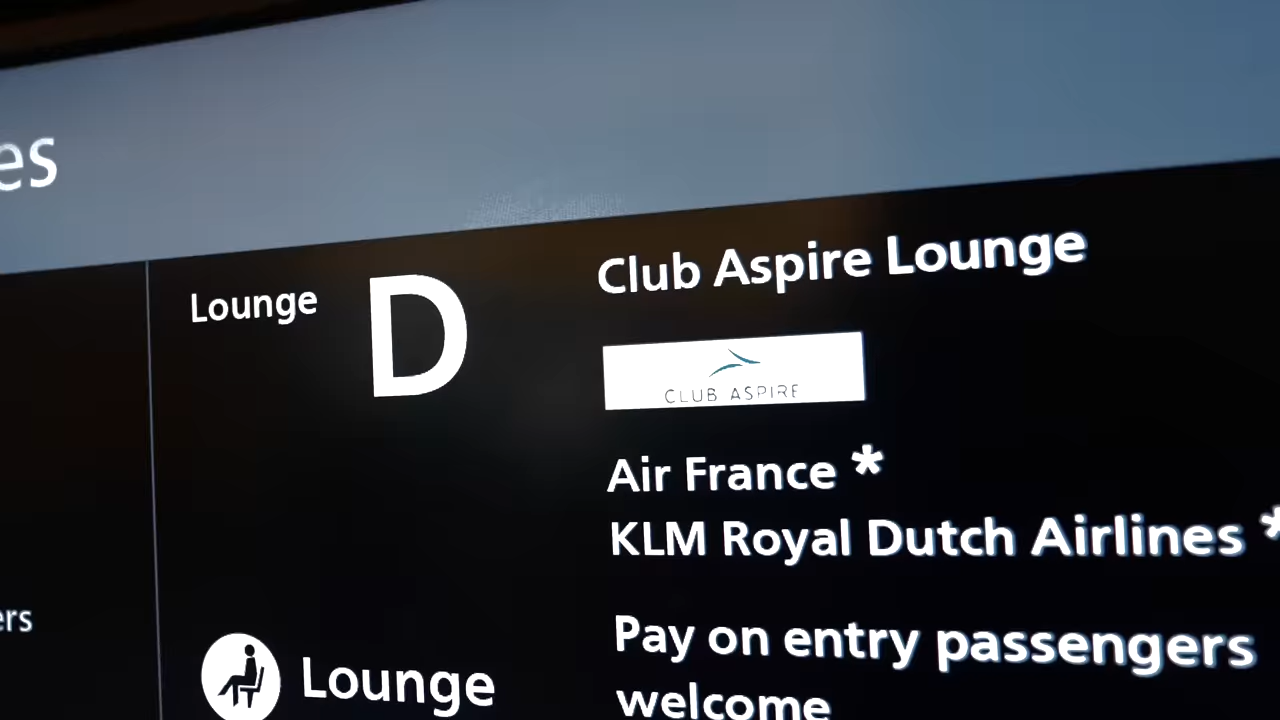 es
Lounge D
Club Aspire Lounge
CLUB ASPIRE
Air France *
KLM Royal Dutch Airlines *
Pay on entry passengers
welcome
ers
Lounge